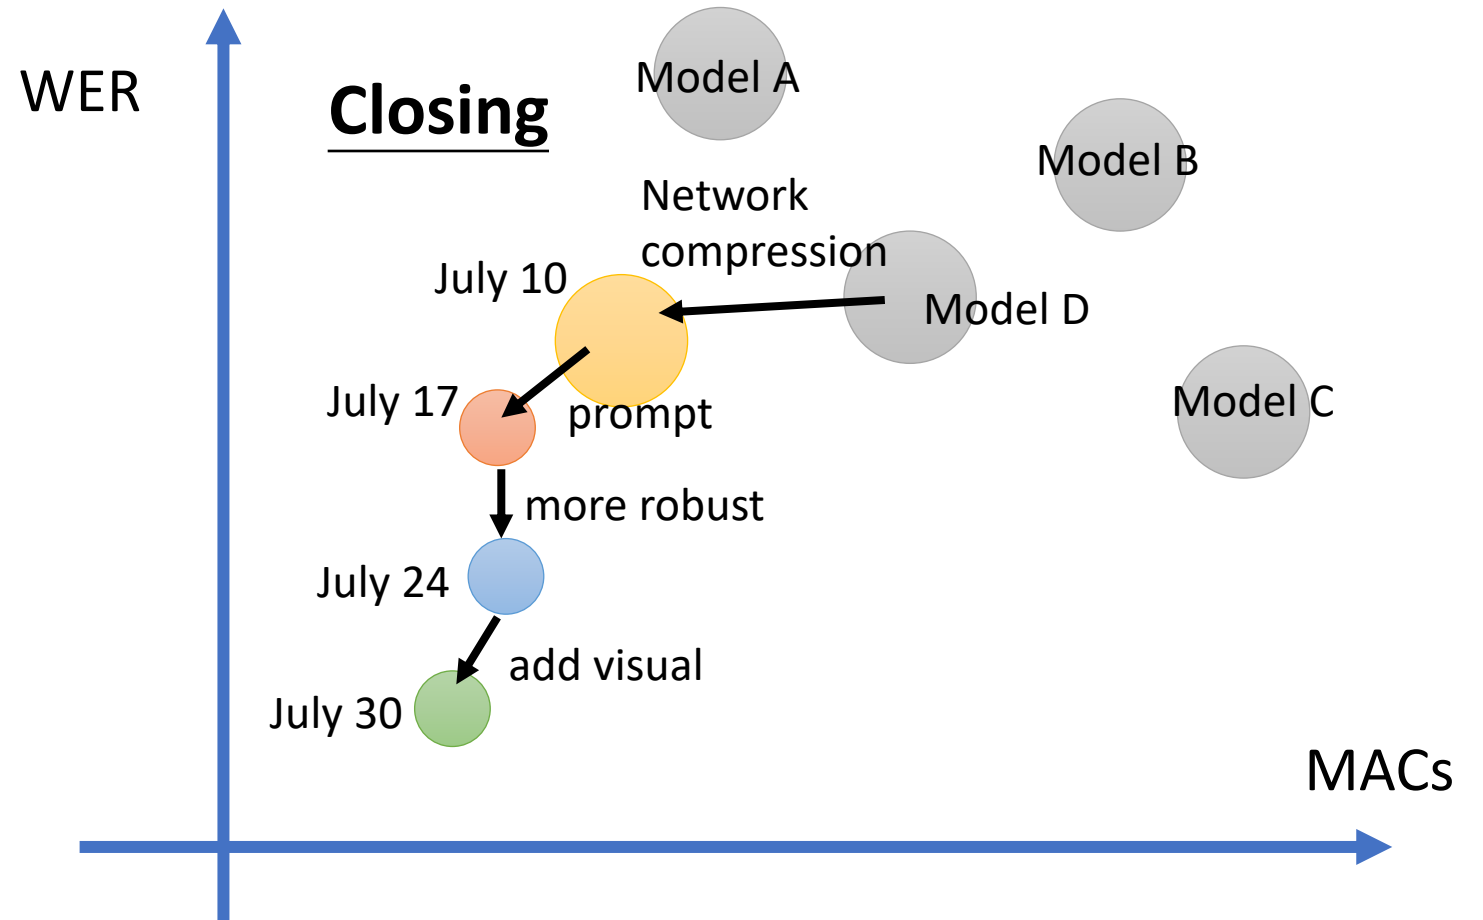 WER
Closing
Model A
Model B
Network
compression
July 10
Model D
July 17
prompt
Model C
more robust
July 24
add visual
July 30
MACs